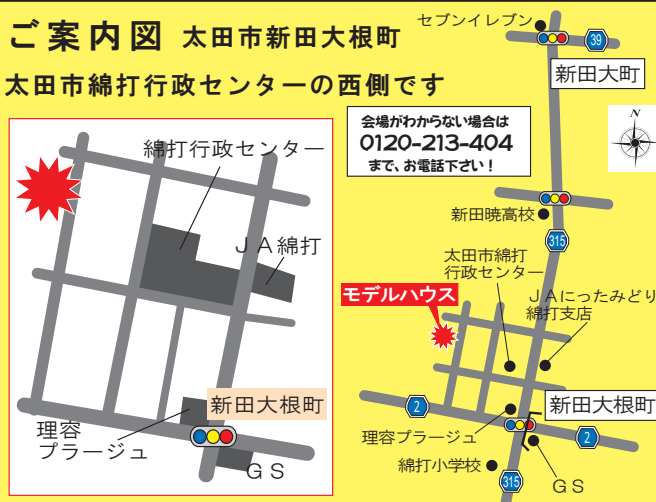 ご案内図 太田市新田大根町
太田市綿打行政センターの西側です
綿打行政センター
ＪＡ綿打
新田大根町
理容
プラージュ
ＧＳ
セブンイレブン
39
新田大町
会場がわからない場合は
0120-213-404
まで、お電話下さい！
N
新田暁高校
315
太田市綿打
行政センター
モデルハウス
ＪＡにったみどり
綿打支店
2
新田大根町
理容プラージュ
2
綿打小学校
315
ＧＳ